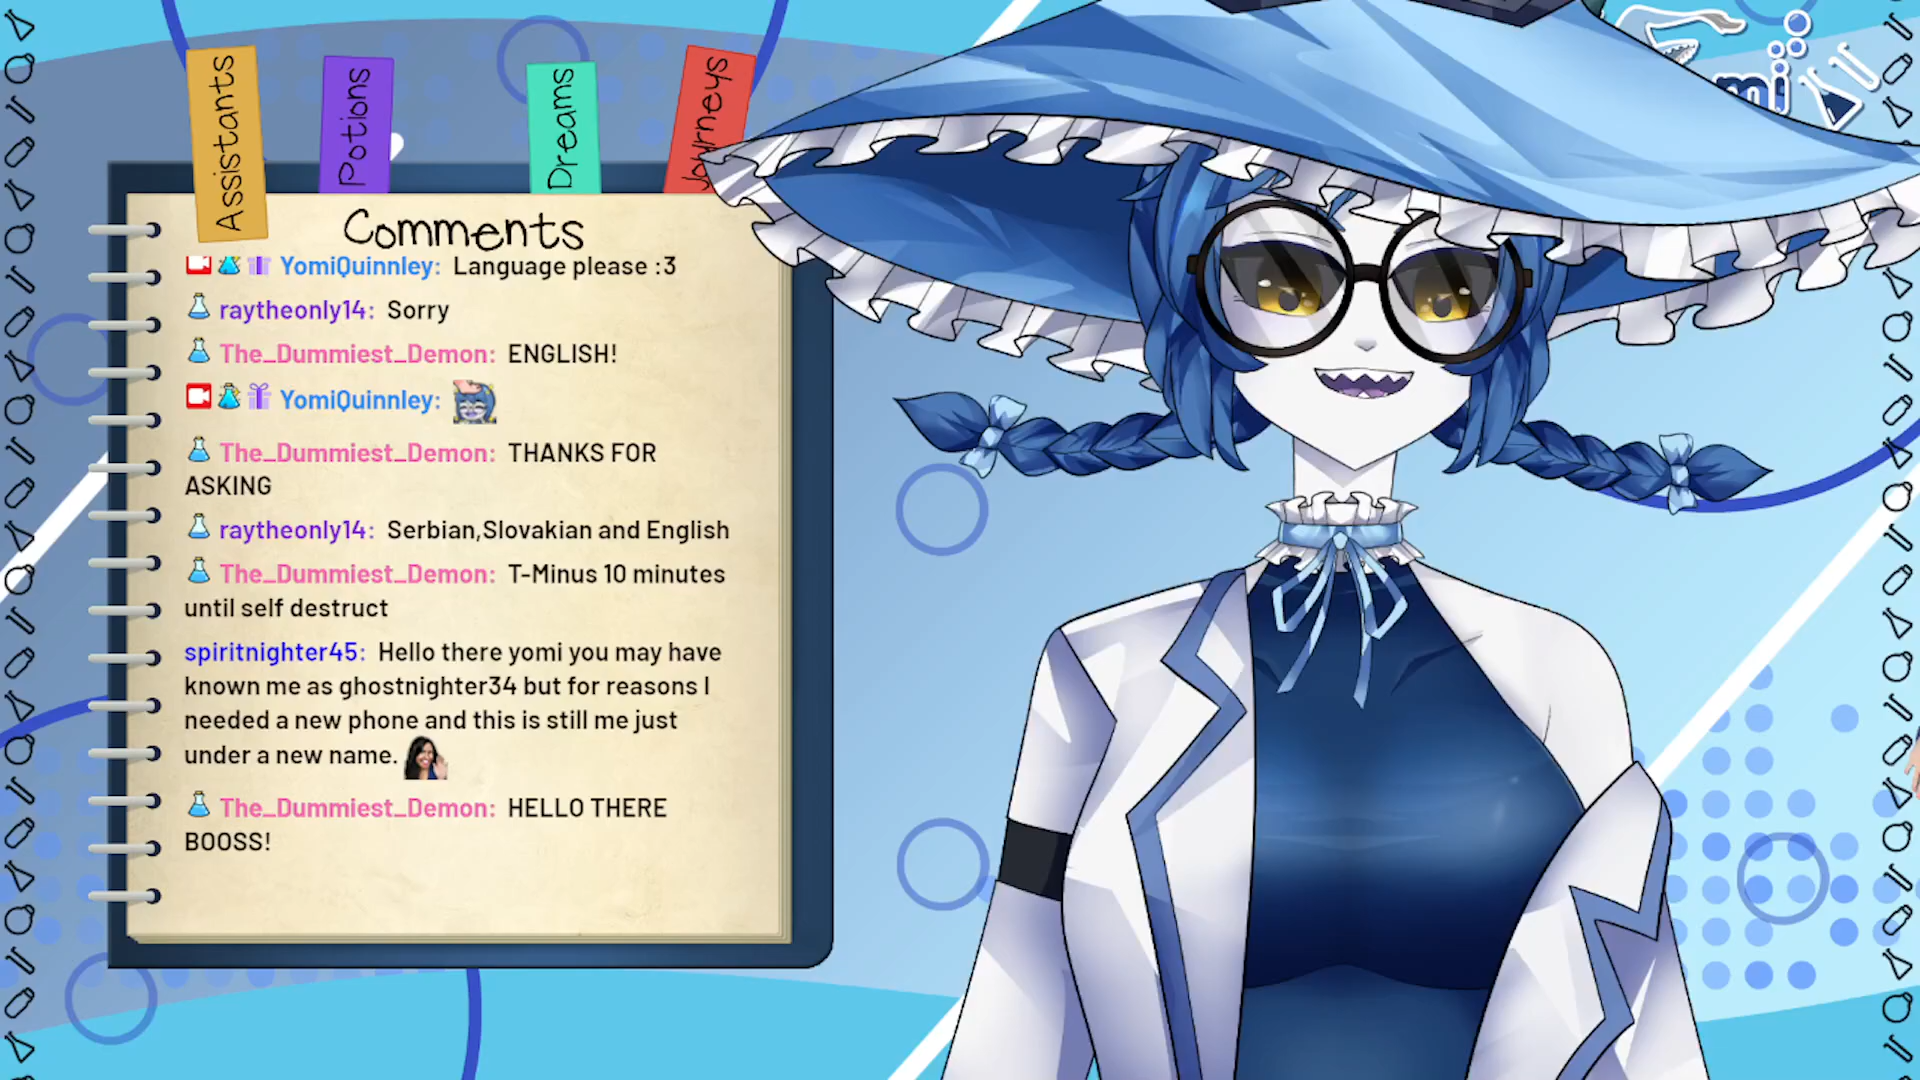 Assistants
Potions
Dreams
Journeys
mi
Comments
YomiQuinnley: Language please :3
raytheonly14: Sorry
The_Dummiest_Demon: ENGLISH!
YomiQuinnley:
The_Dummiest_Demon: THANKS FOR
ASKING
raytheonly14: Serbian,Slovakian and English
The_Dummiest_Demon: T-Minus 10 minutes
until self destruct
spiritnighter45: Hello there yomi you may have
known me as ghostnighter34 but for reasons I
needed a new phone and this is still me just
under a new name.
The_Dummiest_Demon: HELLO THERE
BOOSS!